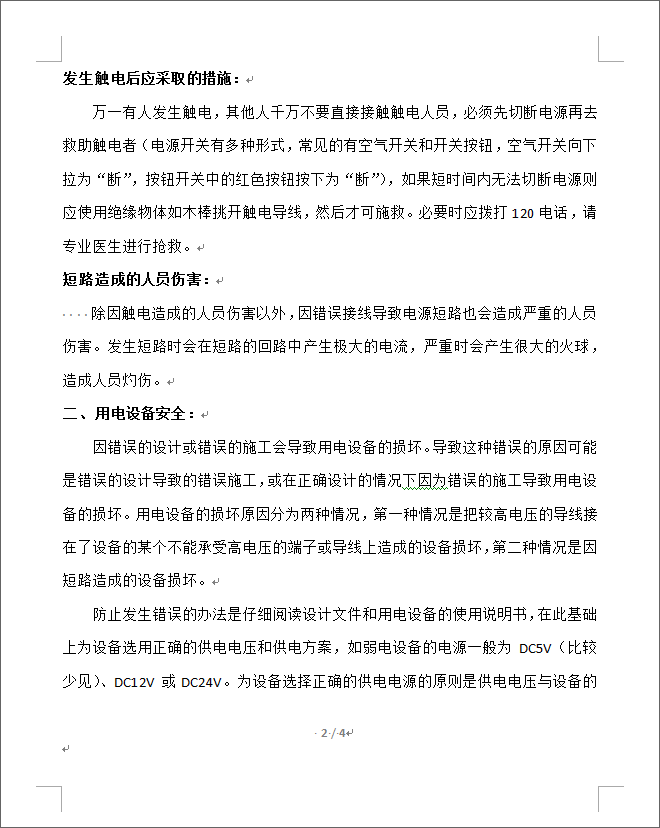 发生触电后应采取的措施：
万一有人发生触电，其他人千万不要直接接触触电人员，必须先切断电源再去
救助触电者（电源开关有多种形式，常见的有空气开关和开关按钮，空气开关向下
拉为“断”，按钮开关中的红色按钮按下为“断”），如果短时间内无法切断电源则
应使用绝缘物体如木棒挑开触电导线，然后才可施救。必要时应拨打 120 电话，请
专业医生进行抢救。
短路造成的人员伤害：
除因触电造成的人员伤害以外，因错误接线导致电源短路也会造成严重的人员
伤害。发生短路时会在短路的回路中产生极大的电流，严重时会产生很大的火球，
造成人员灼伤。
二、用电设备安全：
因错误的设计或错误的施工会导致用电设备的损坏。导致这种错误的原因可能
是错误的设计导致的错误施工，或在正确设计的情况下因为错误的施工导致用电设
备的损坏。用电设备的损坏原因分为两种情况，第一种情况是把较高电压的导线接
在了设备的某个不能承受高电压的端子或导线上造成的设备损坏，第二种情况是因
短路造成的设备损坏。
防止发生错误的办法是仔细阅读设计文件和用电设备的使用说明书，在此基础
上为设备选用正确的供电电压和供电方案，如弱电设备的电源一般为 DC5V（比较
少见）、DC12V 或 DC24V。为设备选择正确的供电电源的原则是供电电压与设备的
2 / 4